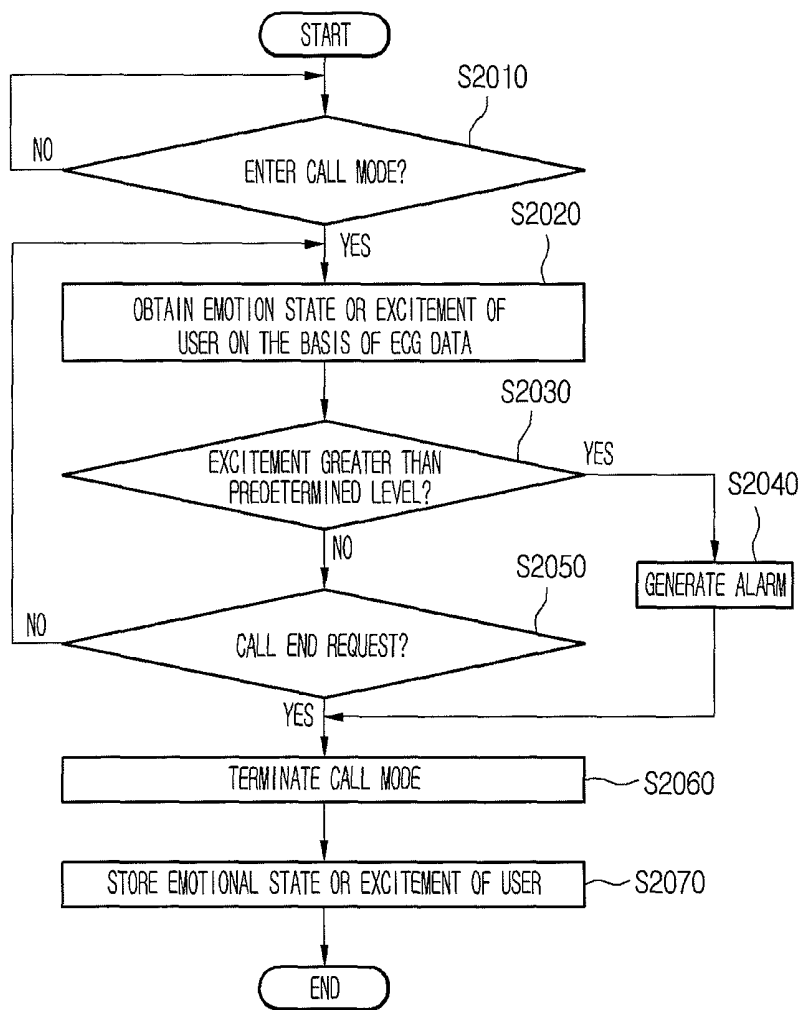 START
S2010
NO
ENTER CALL MODE?
S2020
YES
OBTAIN EMOTION STATE OR EXCITEMENT OF
USER ON THE BASIS OF ECG DATA
S2030
EXCITEMENT GREATER THAN
PREDETERMINED LEVEL?
YES
S2040
NO
GENERATE ALARM
S2050
NO
CALL END REQUEST?
YES
TERMINATE CALL MODE
S2060
STORE EMOTIONAL STATE OR EXCITEMENT OF USER
S2070
END